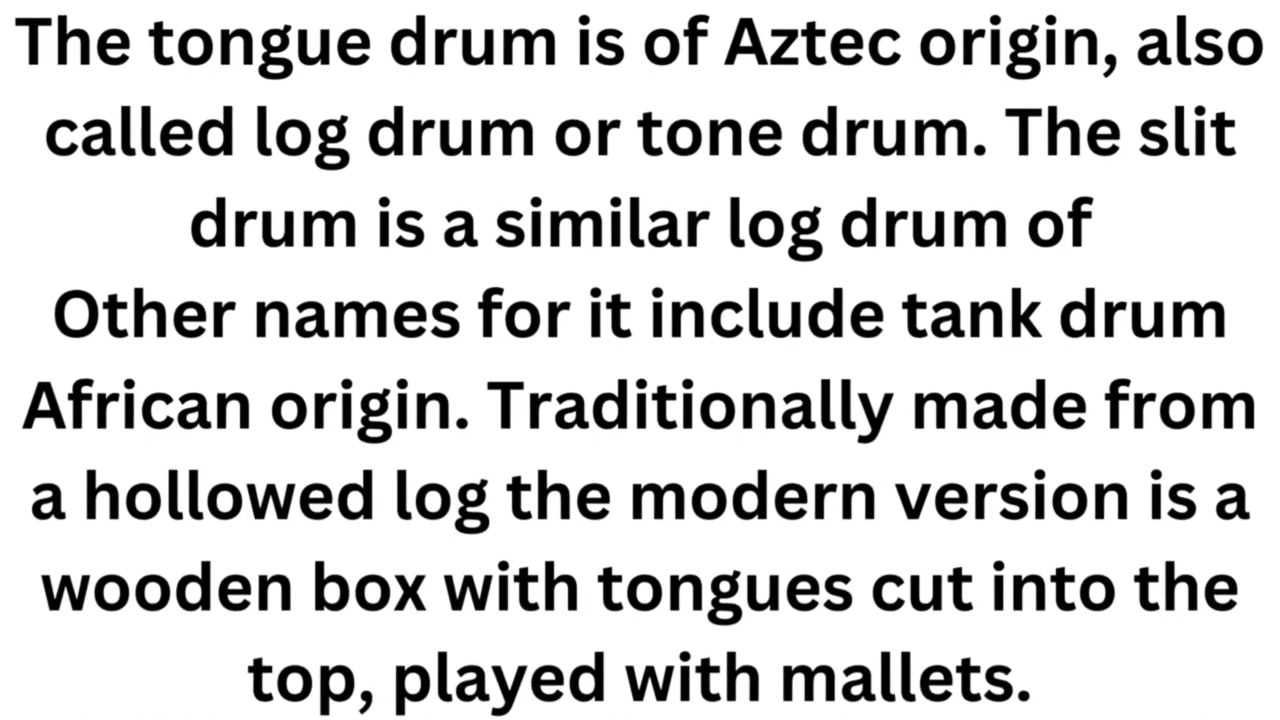 The tongue drum is of Aztec origin, also
called log drum or tone drum. The slit
drum is a similar log drum of
Other names for it include tank drum
African origin. Traditionally made from
a hollowed log the modern version is a
wooden box with tongues cut into the
top, played with mallets.